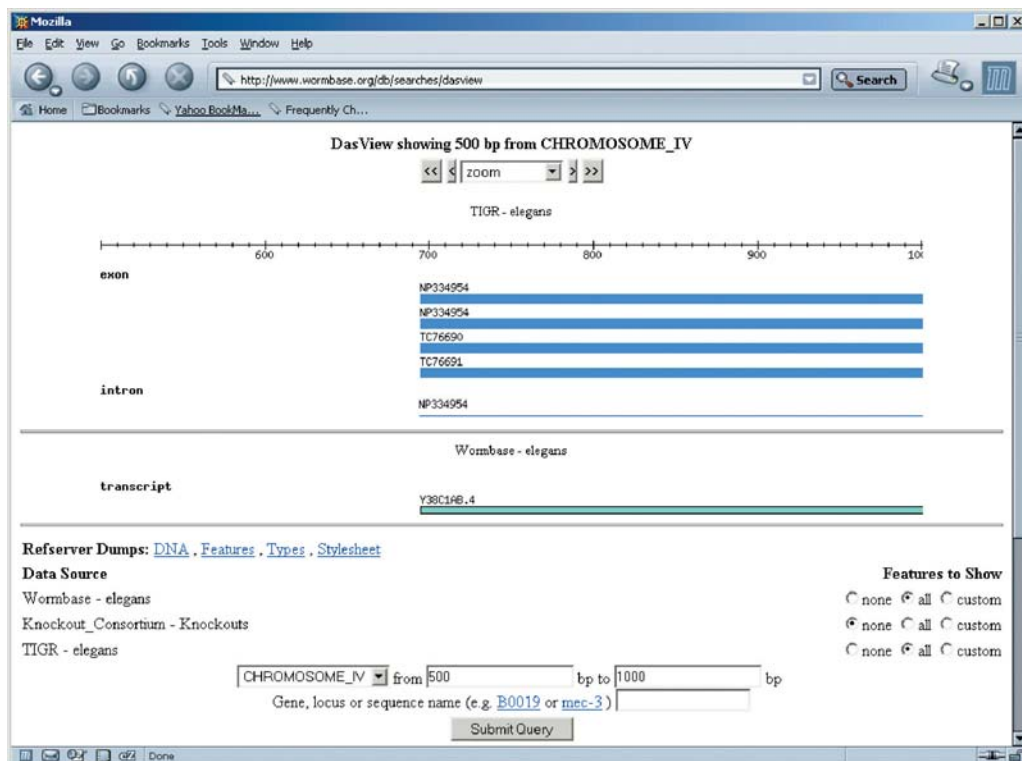 Mozilla
File Edit View Go Bookmarks Tools Window Help
http://www.wormbase.org/db/searches/dasview Search
Home Bookmarks Yahoo BookMa... Frequently Ch...
DasView showing 500 bp from CHROMOSOME_IV
<< < zoom > >>
TIGR - elegans
600 700 800 900 100
exon
NP334954
NP334954
TC76690
TC76691
intron
NP334954
Wormbase - elegans
transcript
Y38C1AB.4
Refserver Dumps: DNA , Features , Types , Stylesheet
Data Source Features to Show
Wormbase - elegans none all custom
Knockout_Consortium - Knockouts none all custom
TIGR - elegans none all custom
CHROMOSOME_IV from 500 bp to 1000 bp
Gene, locus or sequence name (e.g. B0019 or mec-3 )
Submit Query
Done